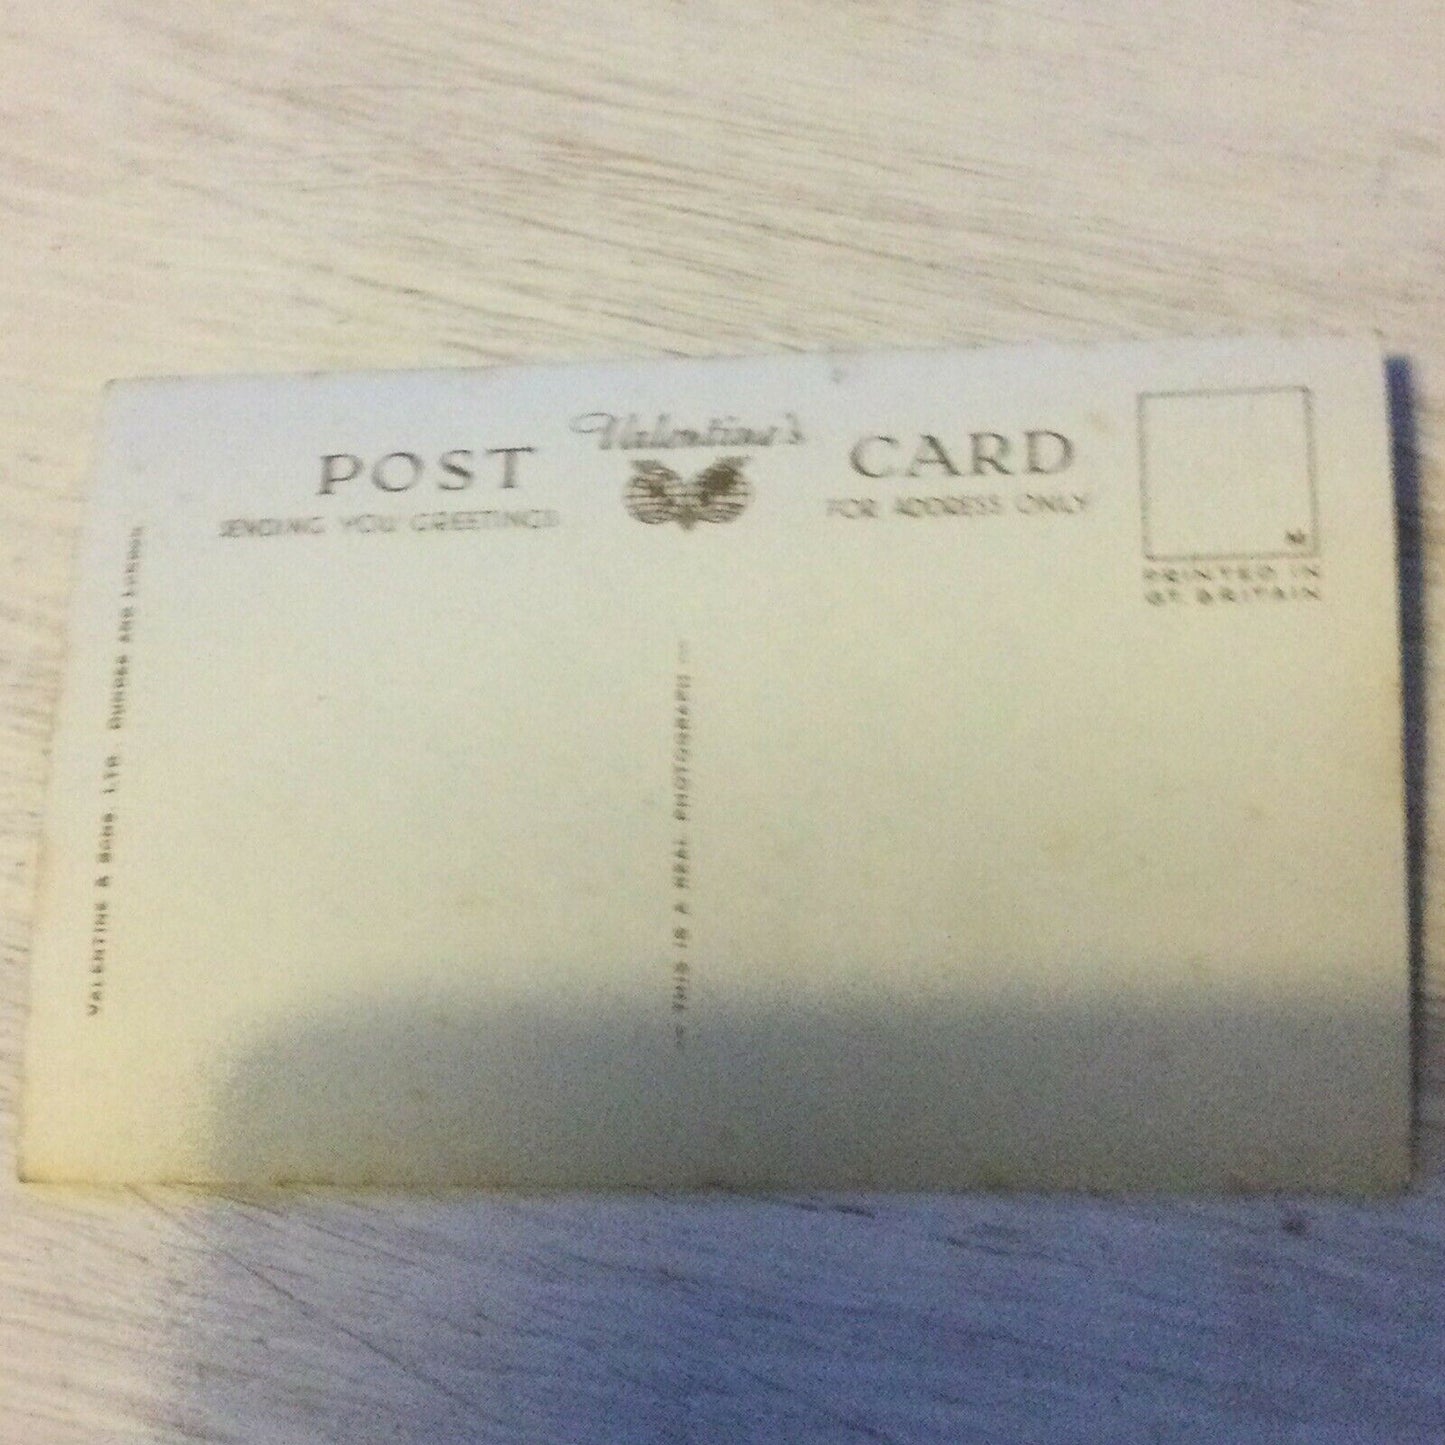 POST
Valentine's
CARD
SENDING YOU GREETINGS
FOR ADDRESS ONLY
PRINTED IN
GT. BRITAIN
VALENTINE & SONS, LTD. DUNDEE AND LONDON
THIS IS A REAL PHOTOGRAPH